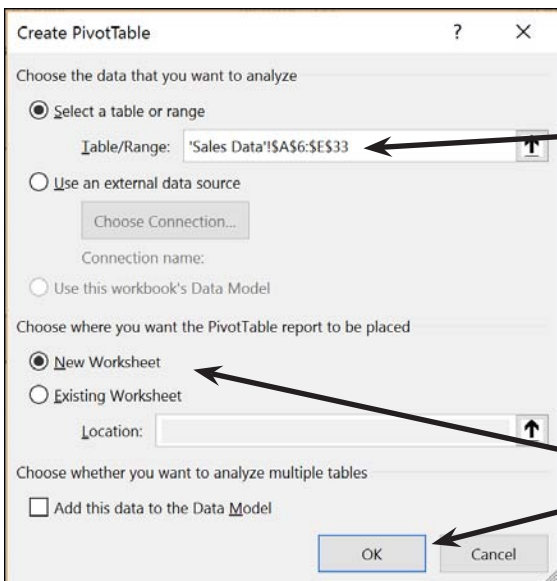 Create PivotTable ? ×
Choose the data that you want to analyze
Select a table or range
Table/Range: 'Sales Data'!$A$6:$E$33
Use an external data source
Choose Connection...
Connection name:
Use this workbook's Data Model
Choose where you want the PivotTable report to be placed
New Worksheet
Existing Worksheet
Location:
Choose whether you want to analyze multiple tables
Add this data to the Data Model
OK Cancel